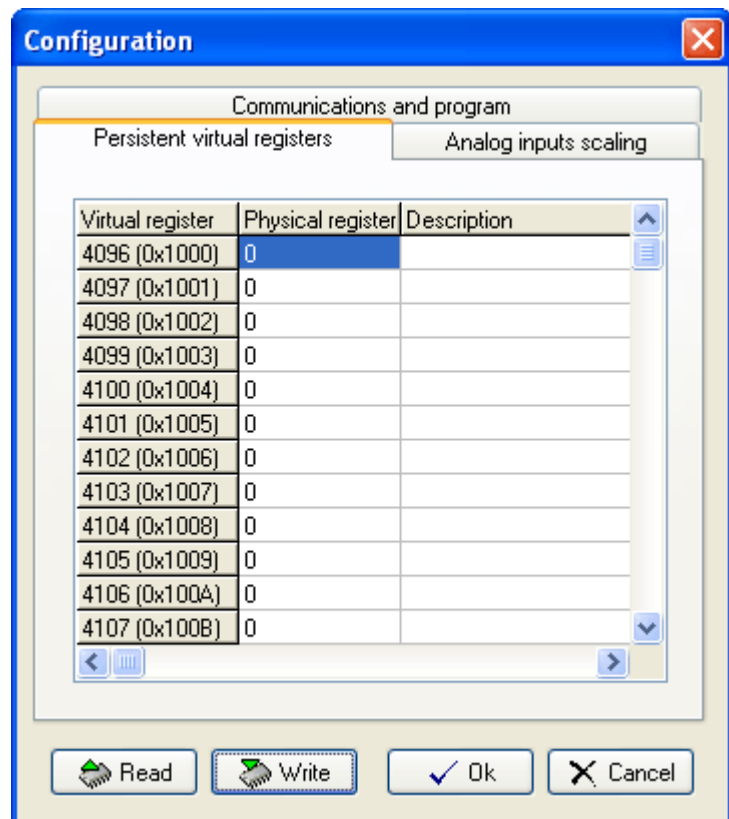 Configuration
Communications and program
Persistent virtual registers Analog inputs scaling
Virtual register Physical register Description
4096 (0x1000) 0
4097 (0x1001) 0
4098 (0x1002) 0
4099 (0x1003) 0
4100 (0x1004) 0
4101 (0x1005) 0
4102 (0x1006) 0
4103 (0x1007) 0
4104 (0x1008) 0
4105 (0x1009) 0
4106 (0x100A) 0
4107 (0x100B) 0
Read Write Ok Cancel